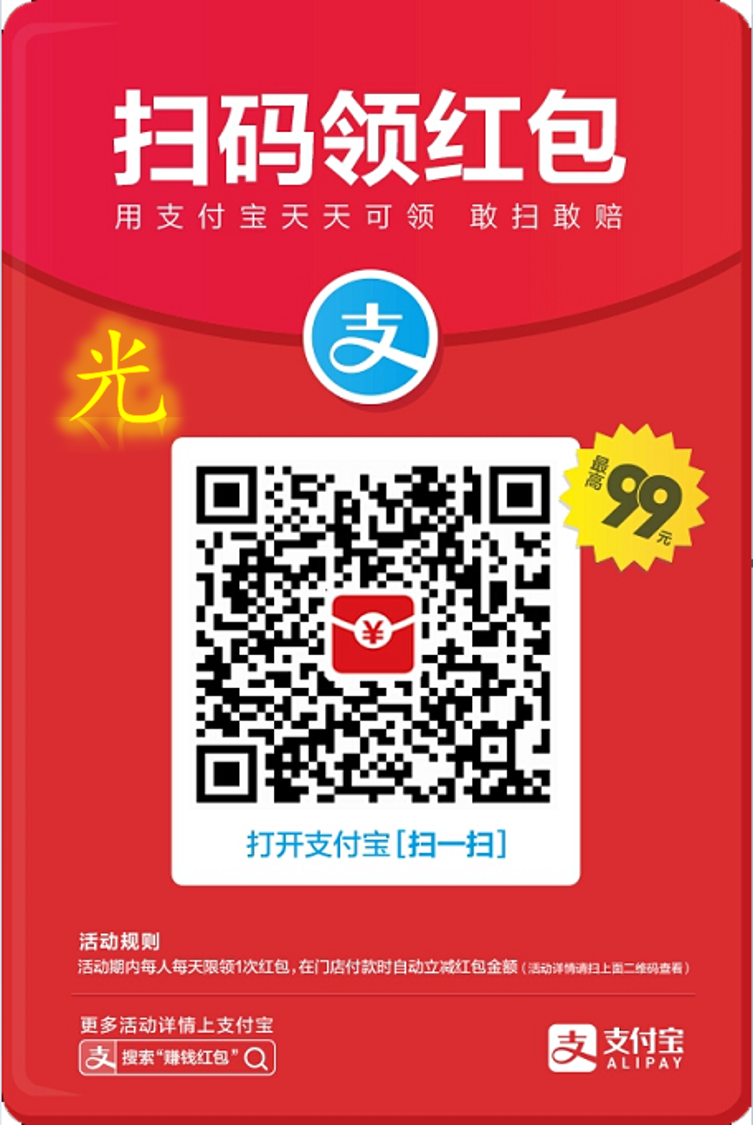 扫码领红包
用支付宝天天可领 敢扫敢赔
支
光
最高
99
元
¥
打开支付宝[扫一扫]
活动规则
活动期内每人每天限领1次红包,在门店付款时自动立减红包金额(活动详情请扫上面二维码查看)
更多活动详情上支付宝
支 搜索“赚钱红包”
支 支付宝
ALIPAY